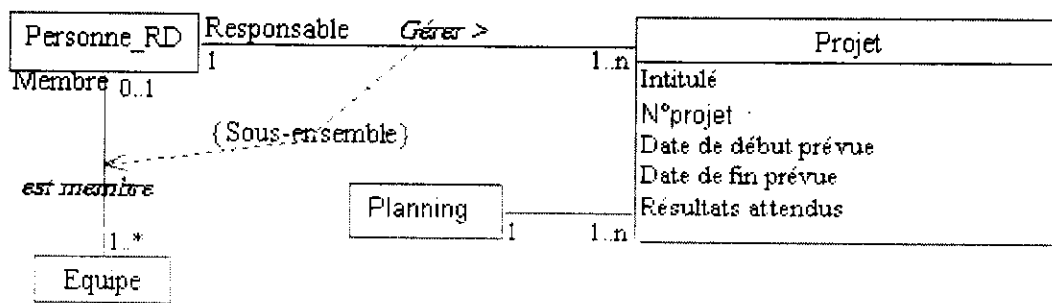 Personne_RD
Responsable
Gérer >
1
1..n
Projet
Membre
0..1
Intitulé
N°projet
{Sous-ensemble}
Date de début prévue
Date de fin prévue
est membre
Planning
Résultats attendus
1
1..n
1..*
Equipe